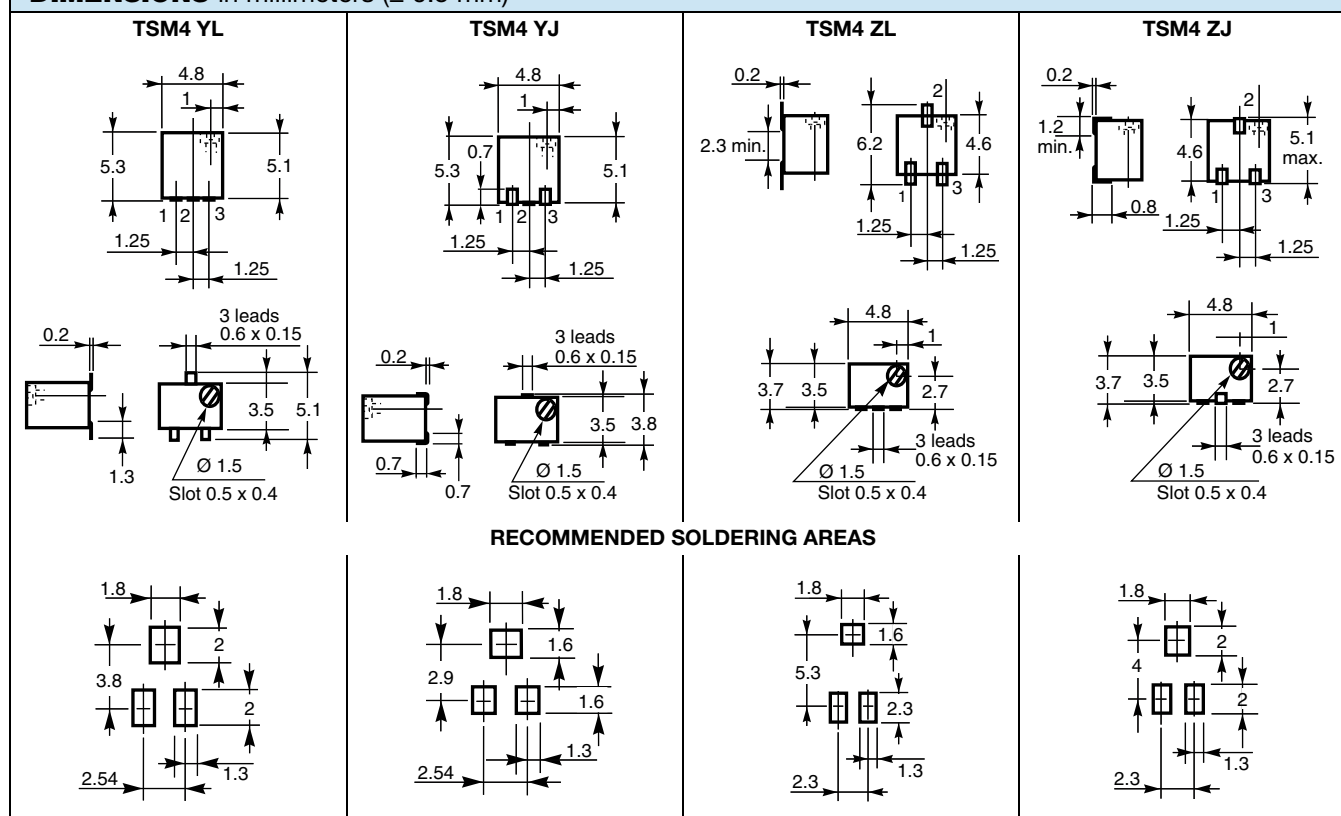 DIMENSIONS in millimeters (± 0.5 mm)
TSM4 YL
TSM4 YJ
TSM4 ZL
TSM4 ZJ
4.8
1
5.3
5.1
1 2 3
1.25
1.25
0.2
3 leads
0.6 x 0.15
3.5
5.1
1.3
Ø 1.5
Slot 0.5 x 0.4
4.8
1
0.7
5.3
5.1
1 2 3
1.25
1.25
0.2
3 leads
0.6 x 0.15
3.5
3.8
0.7
0.7
Ø 1.5
Slot 0.5 x 0.4
0.2
2
2.3 min.
6.2
4.6
1
3
1.25
1.25
4.8
1
3.7
3.5
2.7
3 leads
0.6 x 0.15
Ø 1.5
Slot 0.5 x 0.4
0.2
2
1.2
min.
4.6
5.1
max.
1
3
0.8
1.25
1.25
4.8
1
3.7
3.5
2.7
3 leads
0.6 x 0.15
Ø 1.5
Slot 0.5 x 0.4
RECOMMENDED SOLDERING AREAS
1.8
2
3.8
2
1.3
2.54
1.8
1.6
2.9
1.6
1.3
2.54
1.8
1.6
5.3
2.3
1.3
2.3
1.8
2
4
2
1.3
2.3